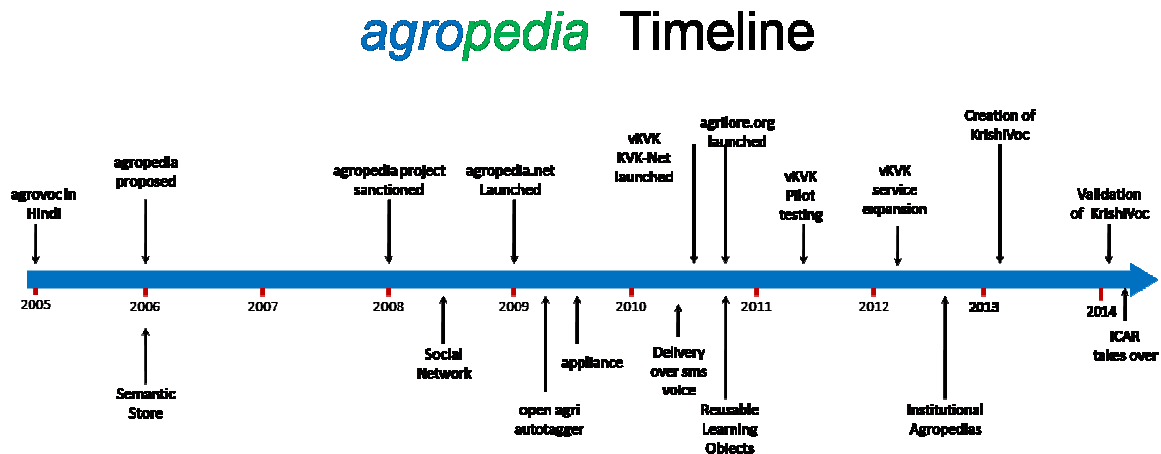 agropedia Timeline
agrovoc in
Hindi
agropedia
proposed
agropedia project
sanctioned
agropedia.net
Launched
vKVK
KVK-Net
launched
agrilore.org
launched
vKVK
Pilot
testing
vKVK
service
expansion
Creation of
KrishiVoc
Validation
of KrishiVoc
2005
2006
2007
2008
2009
2010
2011
2012
2013
2014
Semantic
Store
Social
Network
open agri
autotagger
appliance
Delivery
over sms
voice
Reusable
Learning
Objects
Institutional
Agropedias
ICAR
takes over